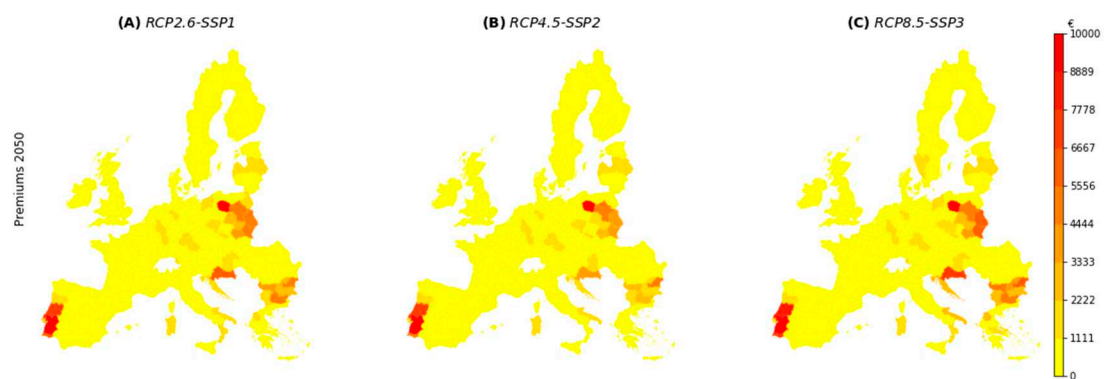 (A) RCP2.6-SSP1
(B) RCP4.5-SSP2
(C) RCP8.5-SSP3
€
10000
8889
7778
6667
5556
4444
3333
2222
1111
0
Premiums 2050